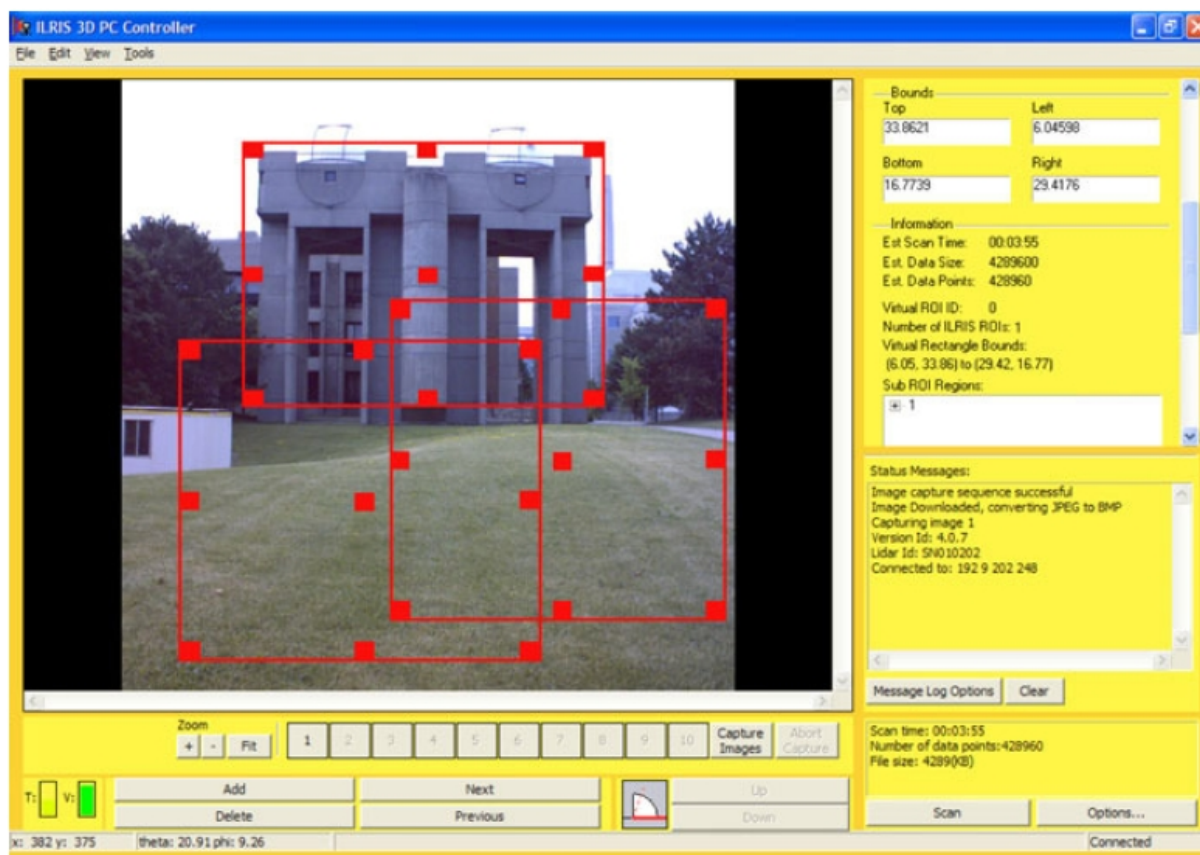 ILRIS 3D PC Controller
File Edit View Tools
Bounds
Top Left
33.8621 6.04598
Bottom Right
16.7739 29.4176
Information
Est Scan Time: 00:03:55
Est. Data Size: 4289600
Est. Data Points: 428960
Virtual ROI ID: 0
Number of ILRIS ROIs: 1
Virtual Rectangle Bounds:
(6.05, 33.86) to (29.42, 16.77)
Sub ROI Regions:
1
Status Messages:
Image capture sequence successful
Image Downloaded, converting JPEG to BMP
Capturing image 1
Version Id: 4.0.7
Lidar Id: SN010202
Connected to: 192 9 202 248
Message Log Options Clear
Zoom
+ - Fit 1 2 3 4 5 6 7 8 9 10 Capture Images Abort Capture
Scan time: 00:03:55
Number of data points:428960
File size: 4289(KB)
T: V: Add Next Up
Delete Previous Down
Scan Options...
x: 382 y: 375 theta: 20.91 phi: 9.26 Connected